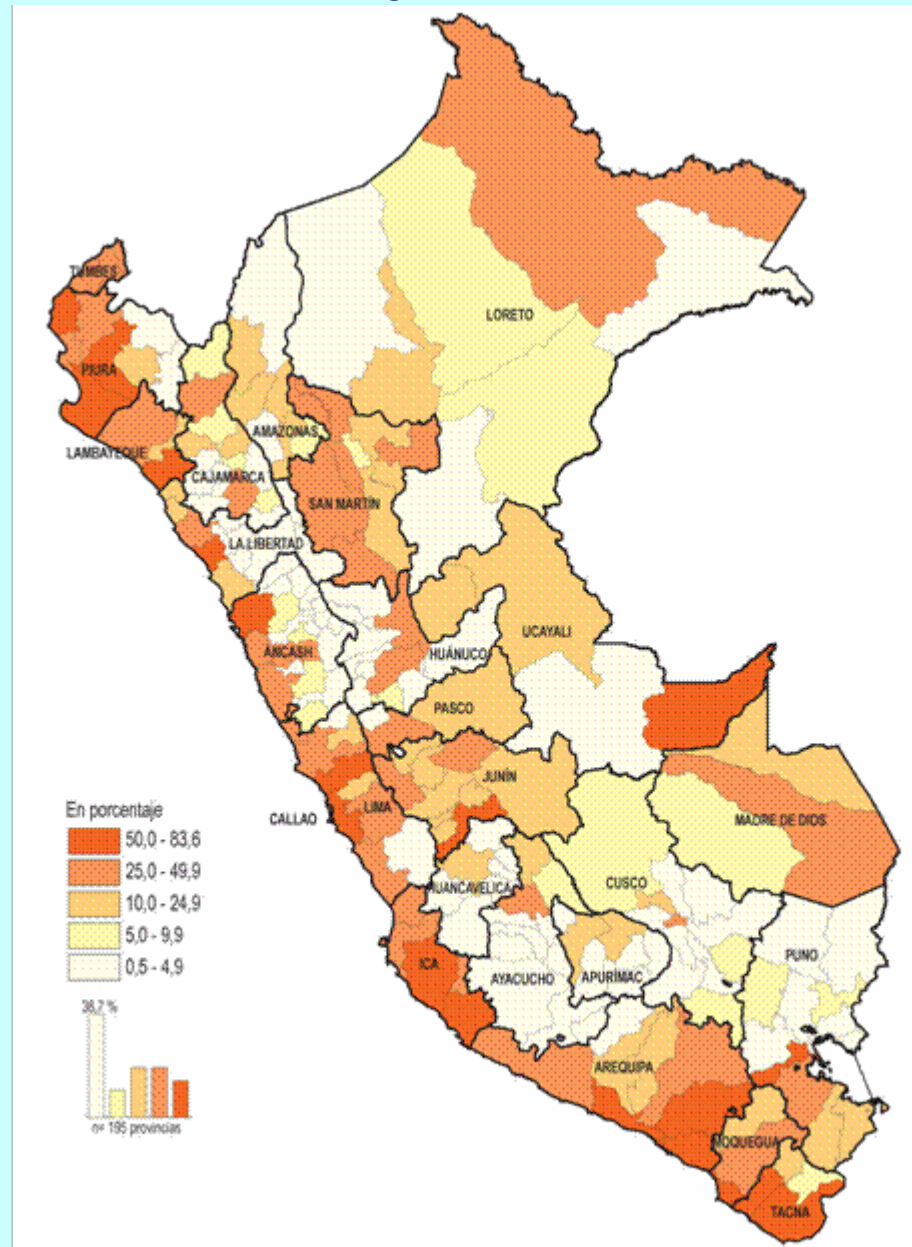 TUMBES
LORETO
PIURA
AMAZONAS
LAMBAYEQUE
CAJAMARCA
SAN MARTIN
LA LIBERTAD
ÁNCASH
HUÁNUCO
UCAYALI
PASCO
JUNÍN
LIMA
CALLAO
MADRE DE DIOS
HUANCAVELICA
CUSCO
ICA
AYACUCHO
APURÍMAC
PUNO
AREQUIPA
MOQUEGUA
TACNA
En porcentaje
50,0 - 83,6
25,0 - 49,9
10,0 - 24,9
5,0 - 9,9
0,5 - 4,9
36,7 %
n= 195 provincias